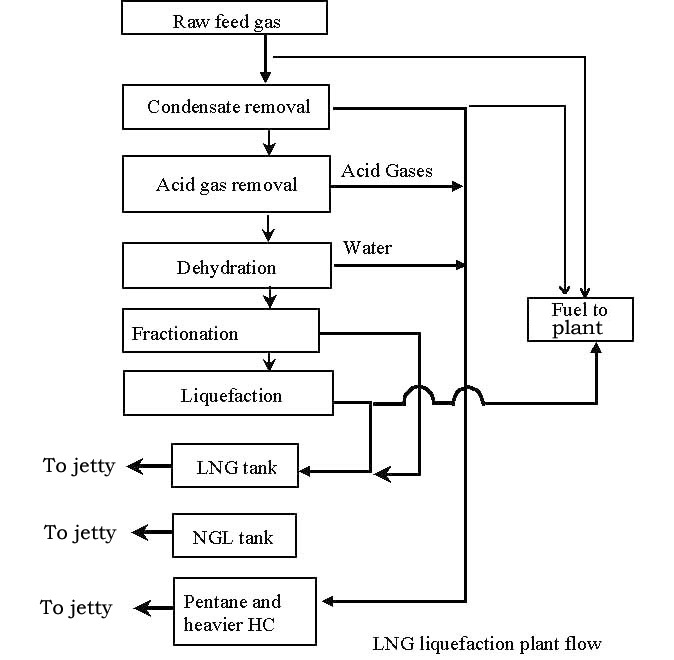 Raw feed gas
Condensate removal
Acid gas removal
Acid Gases
Dehydration
Water
Fractionation
Fuel to
plant
Liquefaction
To jetty
LNG tank
To jetty
NGL tank
To jetty
Pentane and
heavier HC
LNG liquefaction plant flow